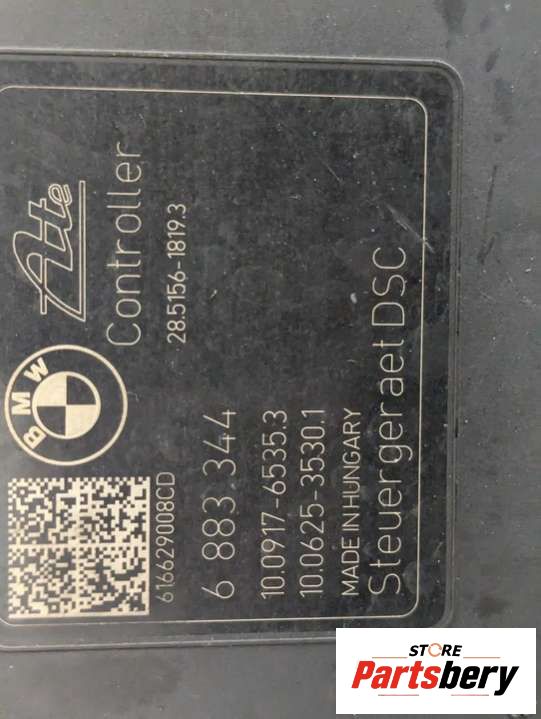 BMW
Ate
Controller
28.5156-1819.3
616629008CD
6 883 344
10.0917-6535.3
10.0625-3530.1
MADE IN HUNGARY
Steuergeraet DSC
STORE
Partsbery